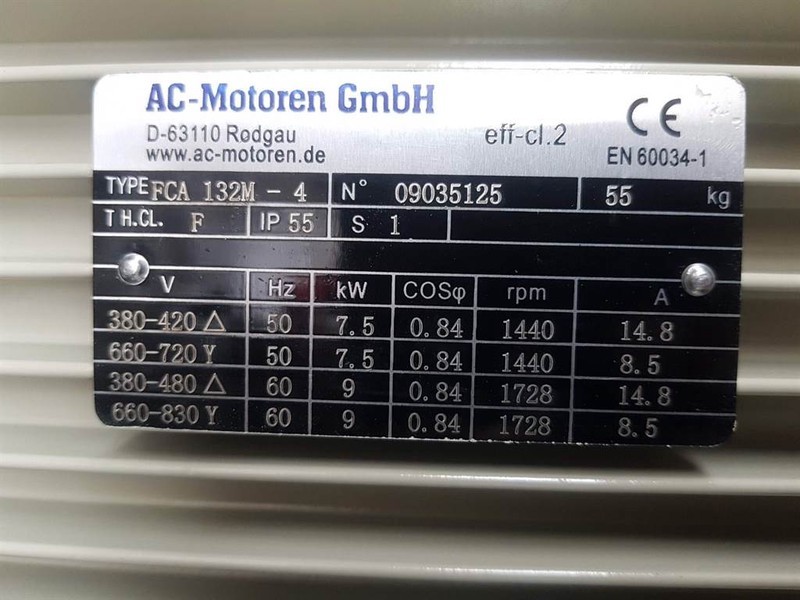 AC-Motoren GmbH
D-63110 Rodgau
www.ac-motoren.de
eff-cl.2
CE
EN 60034-1
TYPE FCA 132M - 4 N° 09035125 55 kg
TH.CL. F IP 55 S 1
V Hz kW COSφ rpm A
380-420 △ 50 7.5 0.84 1440 14.8
660-720 Y 50 7.5 0.84 1440 8.5
380-480 △ 60 9 0.84 1728 14.8
660-830 Y 60 9 0.84 1728 8.5